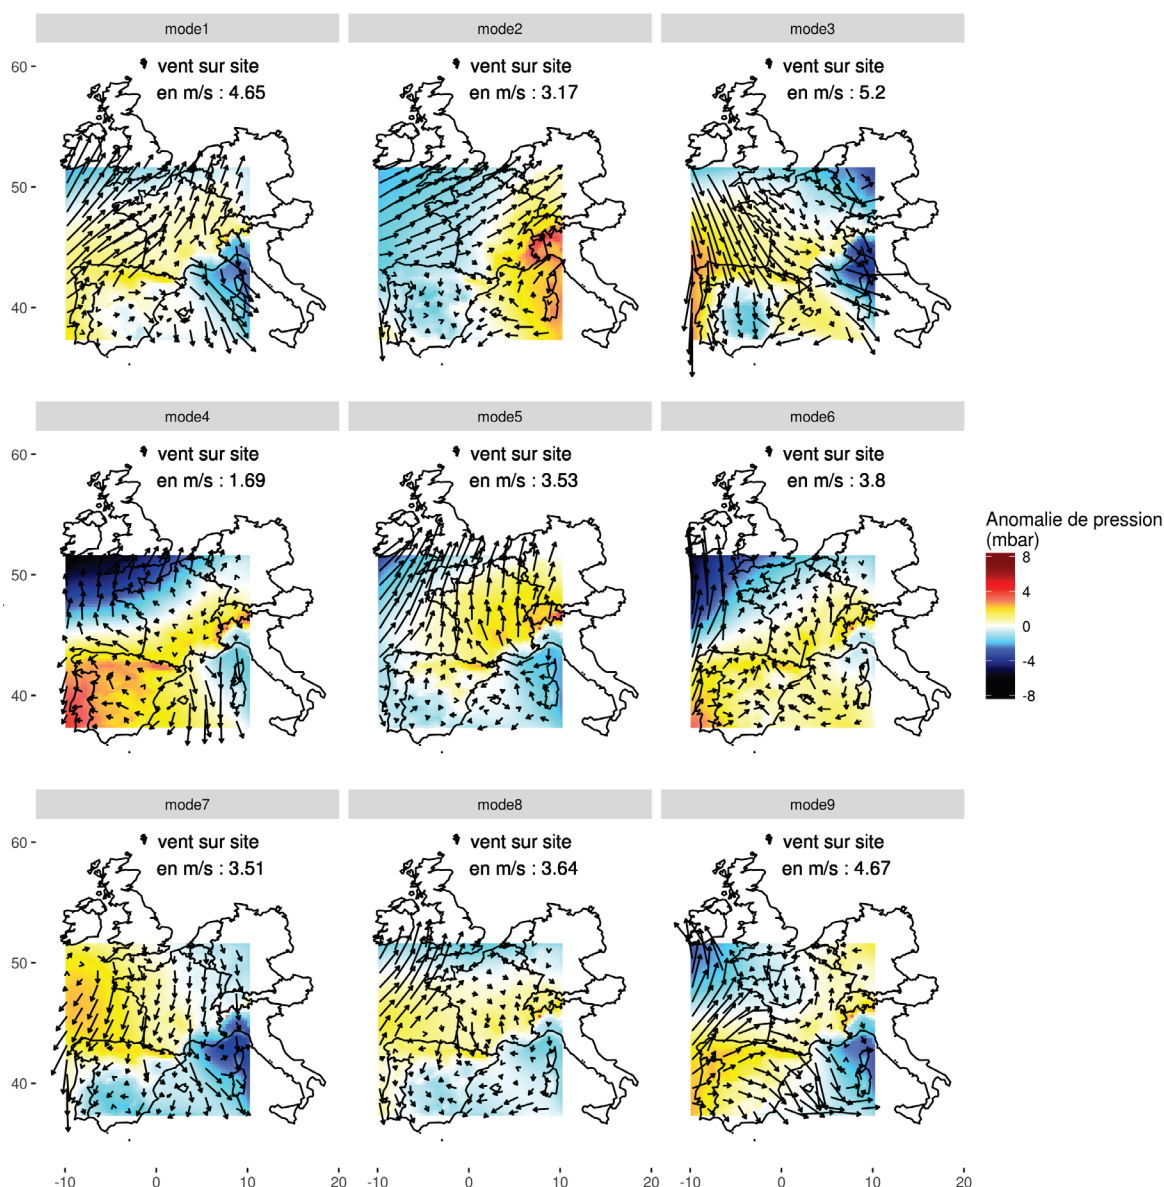 mode1 mode2 mode3
60
vent sur site vent sur site vent sur site
en m/s : 4.65 en m/s : 3.17 en m/s : 5.2
50
40
mode4 mode5 mode6
60
vent sur site vent sur site vent sur site
en m/s : 1.69 en m/s : 3.53 en m/s : 3.8
50
40
Anomalie de pression
(mbar)
8
4
0
-4
-8
mode7 mode8 mode9
60
vent sur site vent sur site vent sur site
en m/s : 3.51 en m/s : 3.64 en m/s : 4.67
50
40
-10 0 10 20 -10 0 10 20 -10 0 10 20